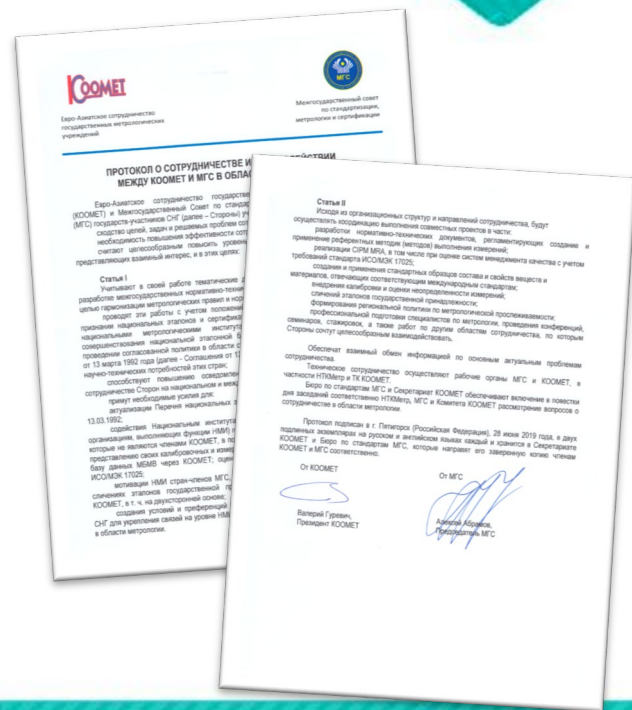 КООМЕТ
МГС
Евро-Азиатское сотрудничество
государственных метрологических
учреждений
Межгосударственный совет
по стандартизации,
метрологии и сертификации
ПРОТОКОЛ О СОТРУДНИЧЕСТВЕ И
МЕЖДУ КООМЕТ И МГС В ОБЛАС
Евро-Азиатское сотрудничество государстве
(КООМЕТ) и Межгосударственный Совет по стандар
(МГС) государств-участников СНГ (далее – Стороны) у
сходство целей, задач и решаемых проблем со
необходимость повышения эффективности сот
считают целесообразным повысить уровень
представляющих взаимный интерес, и в этих целях:
Статья I
Учитывают в своей работе тематические
разработке межгосударственных нормативно-техни
целью гармонизации метрологических правил и нор
проводят эти работы с учетом положени
признании национальных эталонов и сертифика
национальными метрологическими института
совершенствования национальной эталонной б
проведении согласованной политики в области с
от 13 марта 1992 года (далее - Соглашения от 1
научно-технических потребностей этих стран;
способствуют повышению осведомлен
сотрудничестве Сторон на национальном и меж
примут необходимые усилия для:
актуализации Перечня национальных э
13.03.1992;
содействия Национальным института
организациям, выполняющих функции НМИ)
которые не являются членами КООМЕТ, в по
представлению своих калибровочных и измер
базу данных МБМВ через КООМЕТ; оцен
ИСО/МЭК 17025;
мотивации НМИ стран-членов МГС,
сличениях эталонов государственной пр
КООМЕТ, в т. ч. на двухсторонней основе;
создания условий и преференций
СНГ для укрепления связей на уровне НМ
в области метрологии.
Статья II
Исходя из организационных структур и направлений сотрудничества, будут
осуществлять координацию выполнения совместных проектов в части:
разработки нормативно-технических документов, регламентирующих создание и
применение референтных методик (методов) выполнения измерений;
реализации CIPM MRA, в том числе при оценке систем менеджмента качества с учетом
требований стандарта ИСО/МЭК 17025;
создания и применения стандартных образцов состава и свойств веществ и
материалов, отвечающих соответствующим международным стандартам;
внедрения калибровки и оценки неопределенности измерений;
сличений эталонов государственной принадлежности;
формирования региональной политики по метрологической прослеживаемости;
профессиональной подготовки специалистов по метрологии, проведения конференций,
семинаров, стажировок, а также работ по другим областям сотрудничества, по которым
Стороны сочтут целесообразным взаимодействовать.
Обеспечат взаимный обмен информацией по основным актуальным проблемам
сотрудничества.
Техническое сотрудничество осуществляют рабочие органы МГС и КООМЕТ, в
частности НТКМетр и ТК КООМЕТ.
Бюро по стандартам МГС и Секретариат КООМЕТ обеспечивают включение в повестки
дня заседаний соответственно НТКМетр, МГС и Комитета КООМЕТ рассмотрение вопросов о
сотрудничестве в области метрологии.
Протокол подписан в г. Пятигорск (Российская Федерация), 28 июня 2019 года, в двух
подлинных экземплярах на русском и английском языках каждый и хранится в Секретариате
КООМЕТ и Бюро по стандартам МГС, которые направят его заверенную копию членам
КООМЕТ и МГС соответственно.
От КООМЕТ
От МГС
Валерий Гуревич,
Президент КООМЕТ
Алексей Абрамов,
Председатель МГС